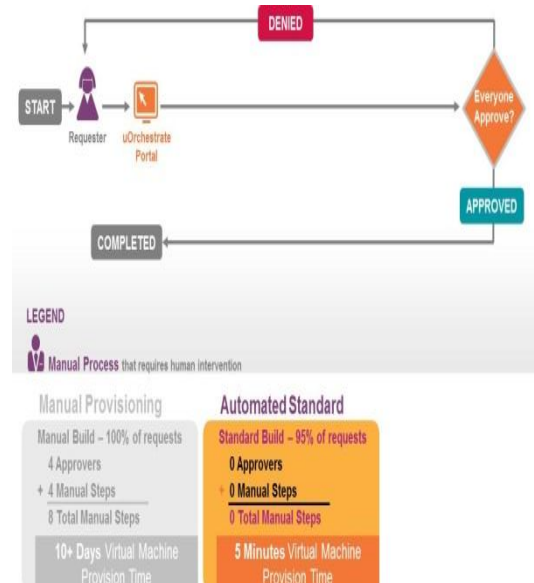 DENIED
START
Requester
uOrchestrate
Portal
Everyone
Approve?
APPROVED
COMPLETED
LEGEND
Manual Process that requires human intervention
Manual Provisioning
Manual Build – 100% of requests
4 Approvers
+ 4 Manual Steps
8 Total Manual Steps
10+ Days Virtual Machine
Provision Time
Automated Standard
Standard Build – 95% of requests
0 Approvers
+ 0 Manual Steps
0 Total Manual Steps
5 Minutes Virtual Machine
Provision Time